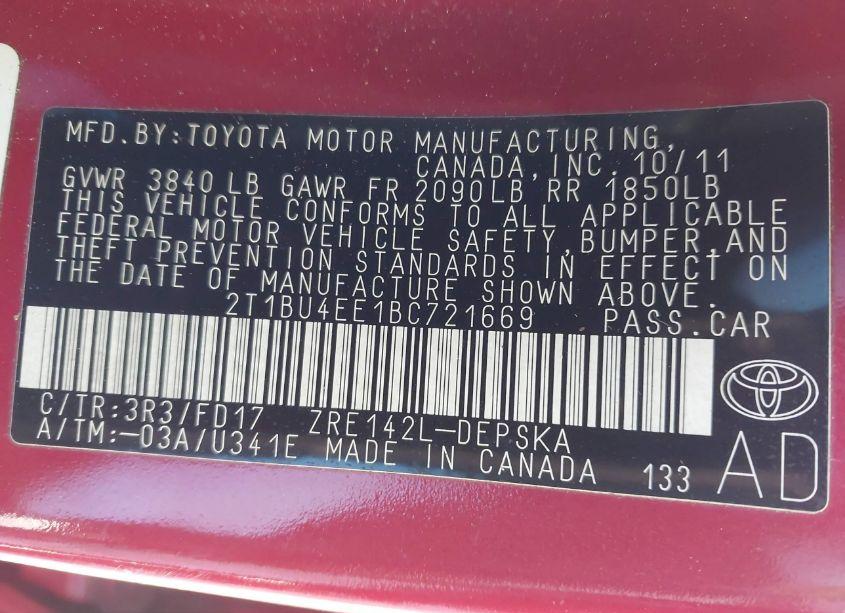 MFD.BY:TOYOTA MOTOR MANUFACTURING,
CANADA,INC. 10/11
GVWR 3840LB GAWR FR 2090LB RR 1850LB
THIS VEHICLE CONFORMS TO ALL APPLICABLE
FEDERAL MOTOR VEHICLE SAFETY,BUMPER,AND
THEFT PREVENTION STANDARDS IN EFFECT ON
THE DATE OF MANUFACTURE SHOWN ABOVE.
2T1BU4EE1BC721669 PASS.CAR
C/TR:3R3/FD17 ZRE142L-DEPSKA
A/TM:-03A/U341E MADE IN CANADA 133 AD